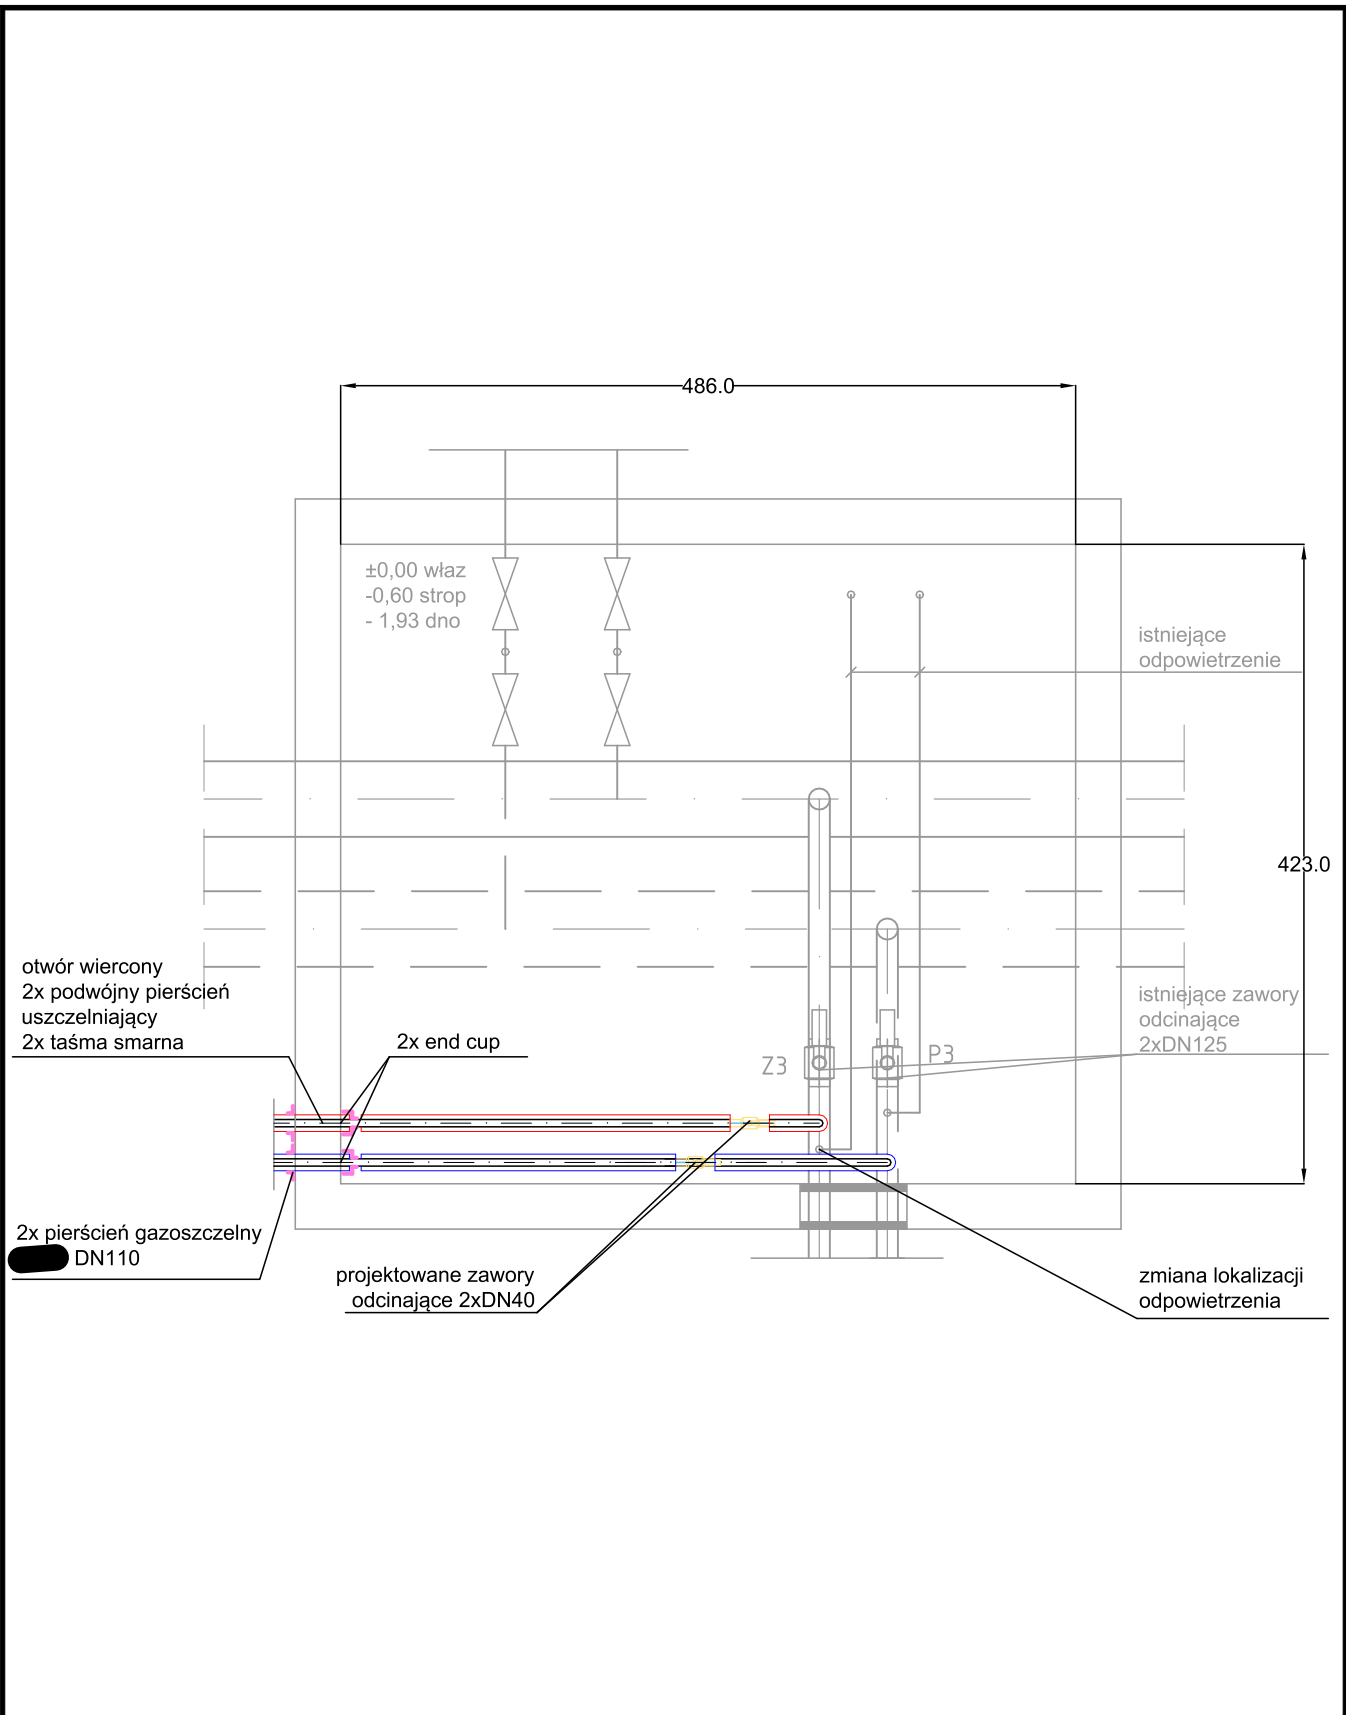 486.0
±0,00 właz
-0,60 strop
- 1,93 dno
istniejące
odpowietrzenie
423.0
otwór wiercony
2x podwójny pierścień
uszczelniający
2x taśma smarna
2x end cup
Z3
P3
istniejące zawory
odcinające
2xDN125
2x pierścień gazoszczelny
DN110
projektowane zawory
odcinające 2xDN40
zmiana lokalizacji
odpowietrzenia